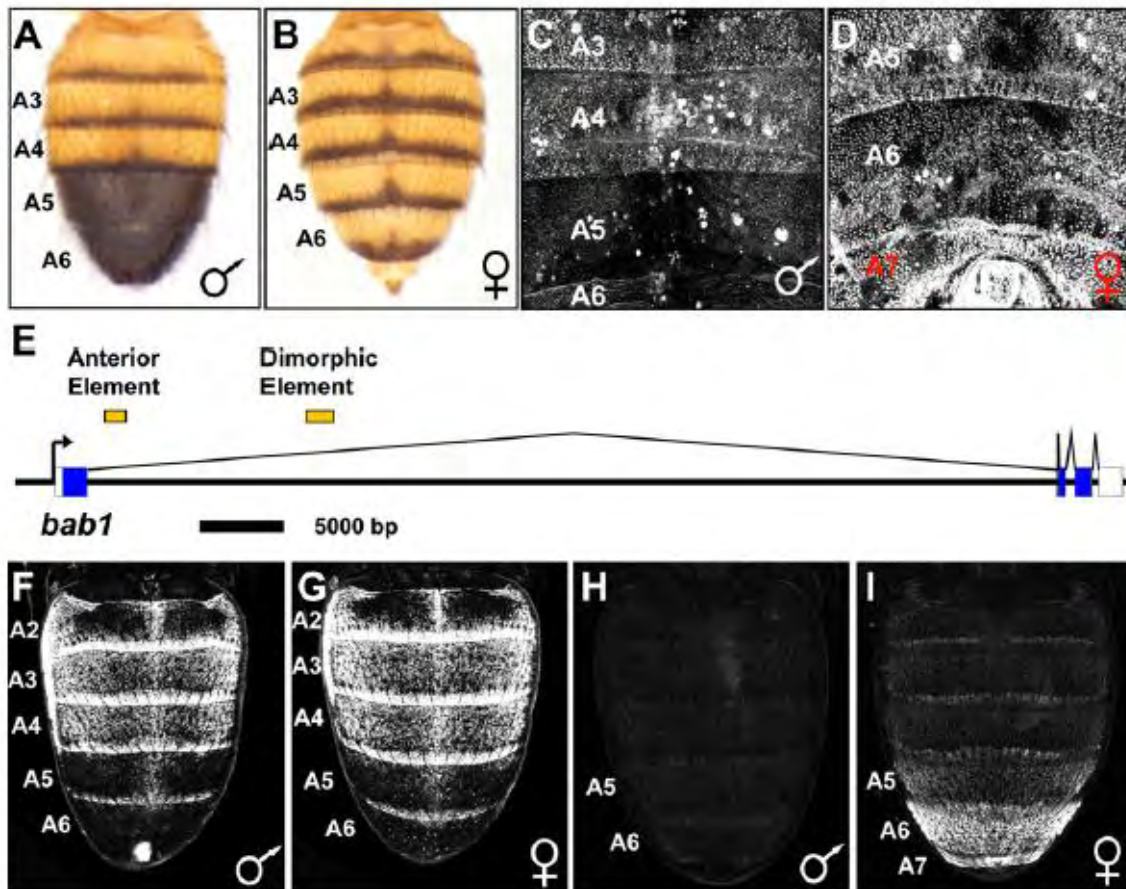 A
A3
A4
A5
A6
♂
B
A3
A4
A5
A6
♀
C
A3
A4
A5
A6
♂
D
A5
A6
A7
♀
E
Anterior
Element
Dimorphic
Element
bab1
5000 bp
F
A2
A3
A4
A5
A6
♂
G
A2
A3
A4
A5
A6
♀
H
A5
A6
♂
I
A5
A6
A7
♀